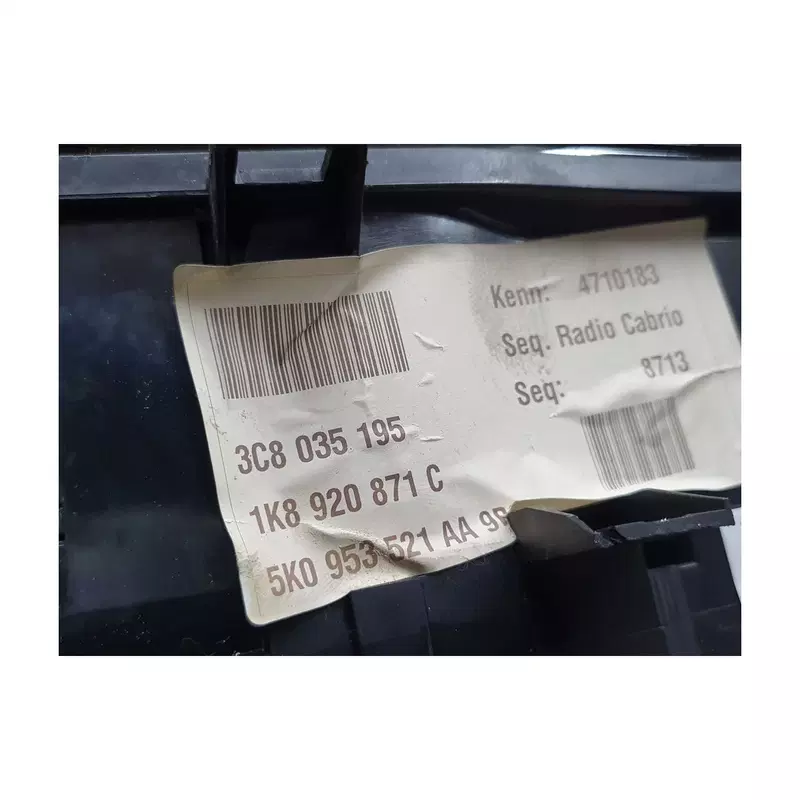 Kenn: 4710183
Seq. Radio Cabrio
Seq: 8713
3C8 035 195
1K8 920 871 C
5K0 953 521 AA